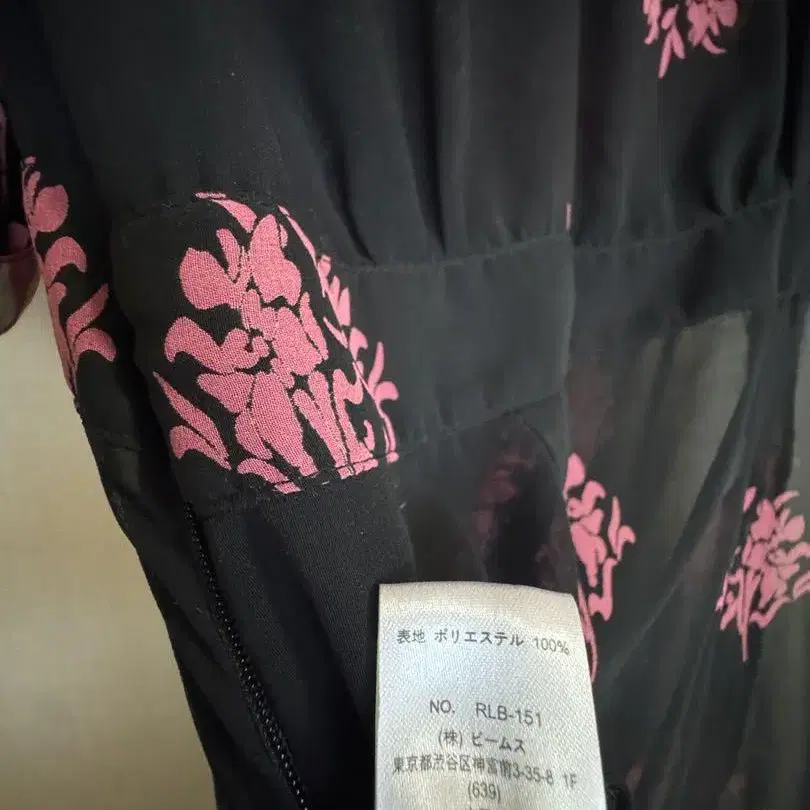 表地 ポリエステル 100%
NO. RLB-151
(株) ビームス
東京都渋谷区神宮前3-35-8 1F
(639)